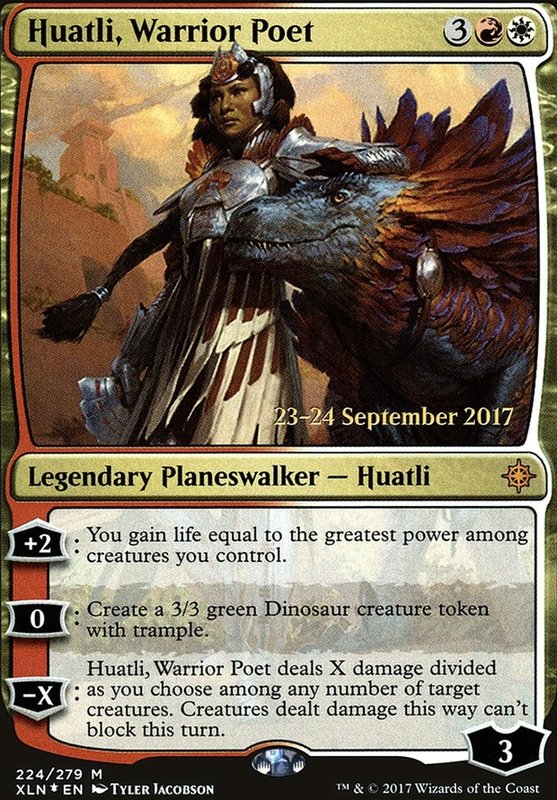 Huatli, Warrior Poet 3
23–24 September 2017
Legendary Planeswalker — Huatli
+2 : You gain life equal to the greatest power among
creatures you control.
0 : Create a 3/3 green Dinosaur creature token
with trample.
Huatli, Warrior Poet deals X damage divided
−X : as you choose among any number of target
creatures. Creatures dealt damage this way can't
block this turn.
3
224/279 M
XLN ★ EN Tyler Jacobson
™ & © 2017 Wizards of the Coast